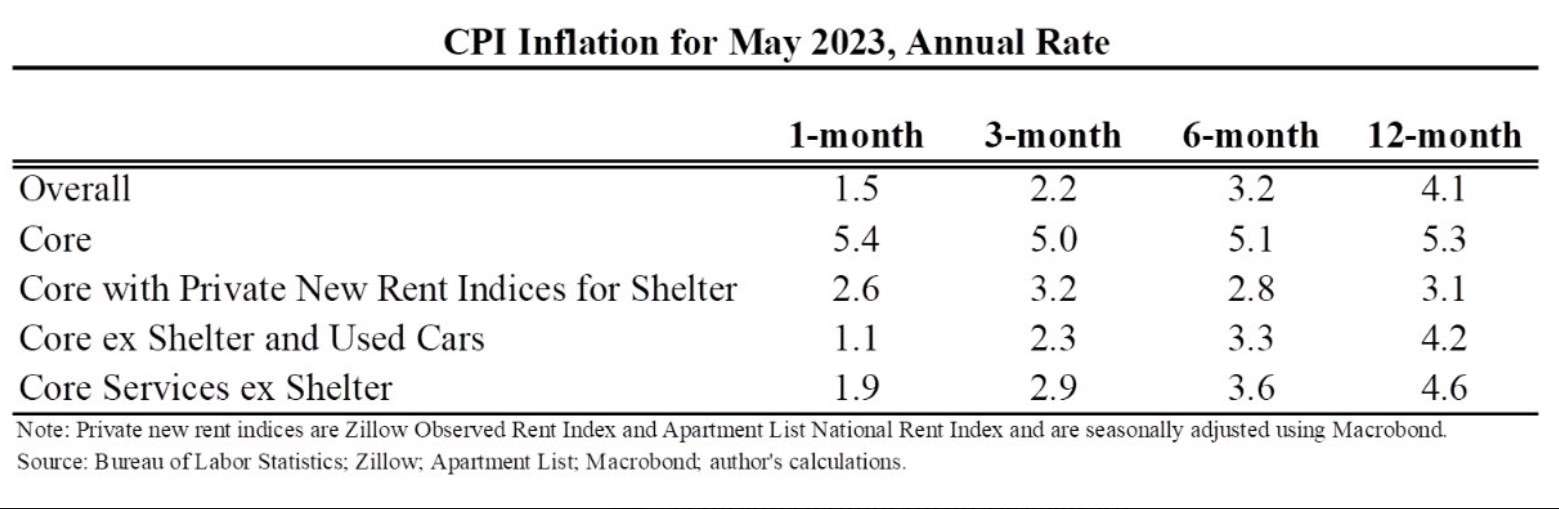 CPI Inflation for May 2023, Annual Rate
1-month 3-month 6-month 12-month
Overall 1.5 2.2 3.2 4.1
Core 5.4 5.0 5.1 5.3
Core with Private New Rent Indices for Shelter 2.6 3.2 2.8 3.1
Core ex Shelter and Used Cars 1.1 2.3 3.3 4.2
Core Services ex Shelter 1.9 2.9 3.6 4.6
Note: Private new rent indices are Zillow Observed Rent Index and Apartment List National Rent Index and are seasonally adjusted using Macrobond.
Source: Bureau of Labor Statistics; Zillow; Apartment List; Macrobond; author's calculations.